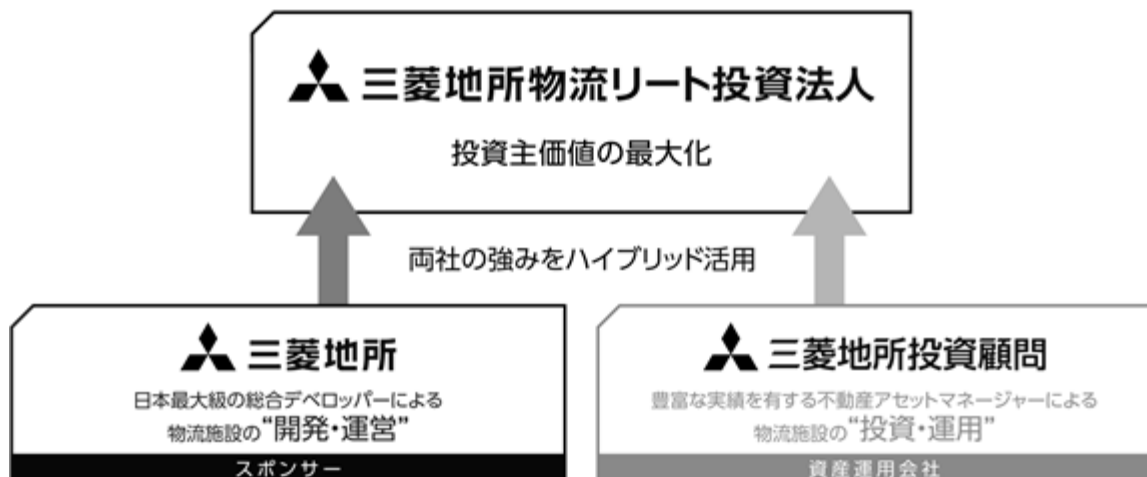 三菱地所物流リート投資法人
投資主価値の最大化
両社の強みをハイブリッド活用
三菱地所
日本最大級の総合デベロッパーによる
物流施設の“開発・運営”
スポンサー
三菱地所投資顧問
豊富な実績を有する不動産アセットマネージャーによる
物流施設の“投資・運用”
資産運用会社